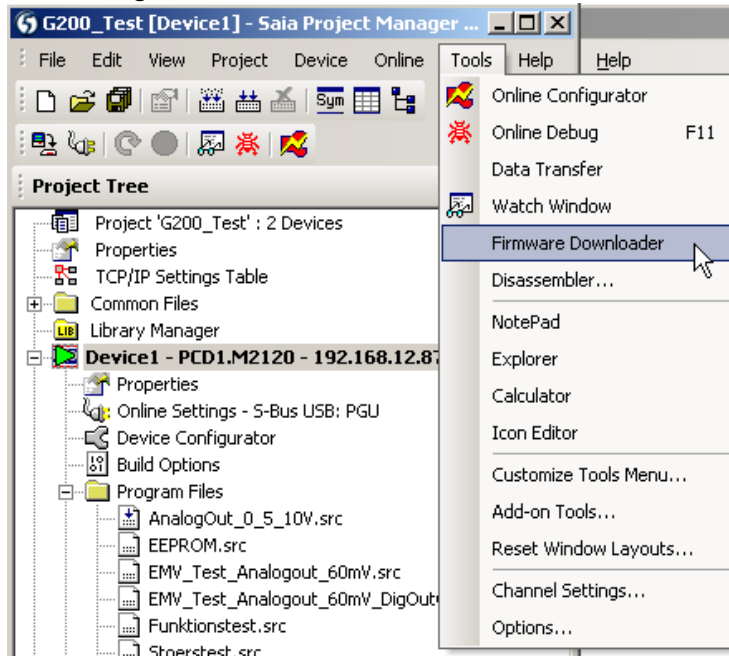 G200_Test [Device1] - Saia Project Manager ...
File Edit View Project Device Online Tools Help Help
Sym
Project Tree
Project 'G200_Test' : 2 Devices
Properties
TCP/IP Settings Table
Common Files
LIB Library Manager
Device1 - PCD1.M2120 - 192.168.12.87
Properties
Online Settings - S-Bus USB: PGU
Device Configurator
Build Options
Program Files
AnalogOut_0_5_10V.src
EEPROM.src
EMV_Test_Analogout_60mV.src
EMV_Test_Analogout_60mV_DigOut
Funktionstest.src
Stoerstest.src
Online Configurator
Online Debug F11
Data Transfer
Watch Window
Firmware Downloader
Disassembler...
NotePad
Explorer
Calculator
Icon Editor
Customize Tools Menu...
Add-on Tools...
Reset Window Layouts...
Channel Settings...
Options...